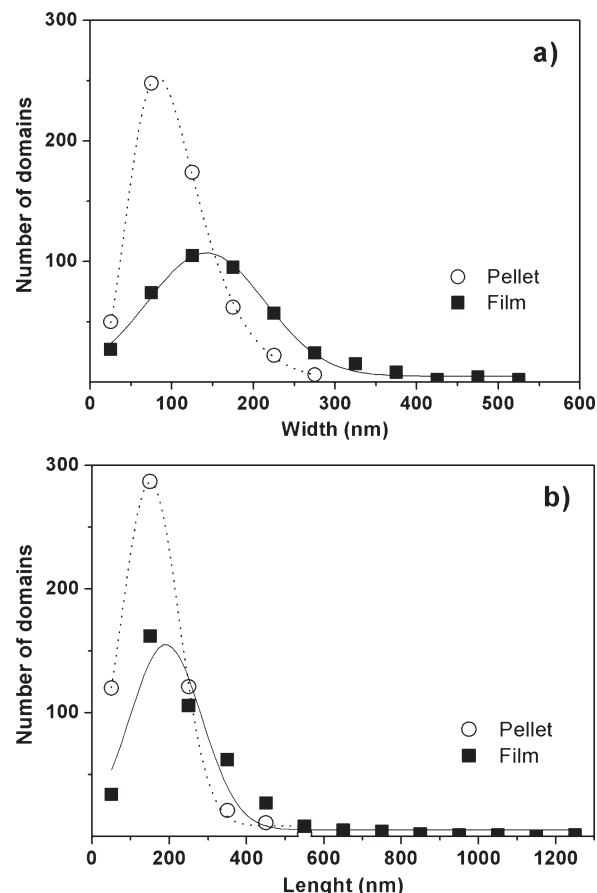 300
a)
200
Number of domains
100
Pellet
Film
0
0 100 200 300 400 500 600
Width (nm)
300
b)
200
Number of domains
100
Pellet
Film
0 200 400 600 800 1000 1200
Lenght (nm)